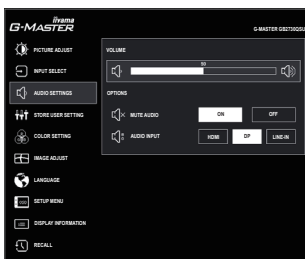 iiyama
G-MASTER
G-MASTER GB2730QSU
PICTURE ADJUST
INPUT SELECT
AUDIO SETTINGS
STORE USER SETTING
COLOR SETTING
IMAGE ADJUST
LANGUAGE
SETUP MENU
DISPLAY INFORMATION
RECALL
VOLUME
50
OPTIONS
MUTE AUDIO ON OFF
AUDIO INPUT HDMI DP LINE-IN